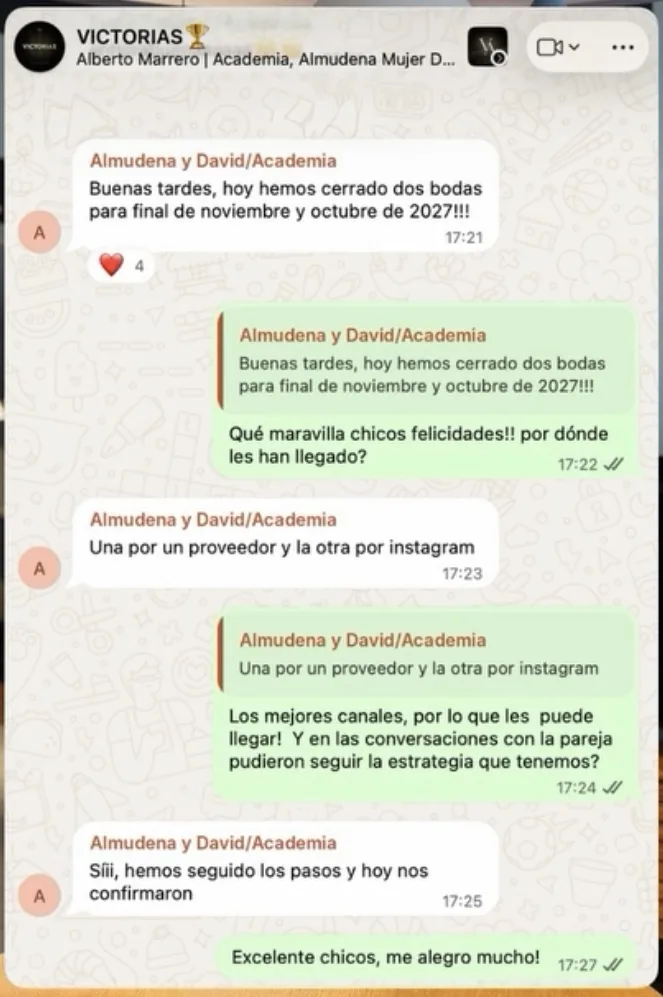 VICTORIAS🏆
Alberto Marrero | Academia, Almudena Mujer D...
VICTORIAS
Almudena y David/Academia
Buenas tardes, hoy hemos cerrado dos bodas
para final de noviembre y octubre de 2027!!!
17:21
A
❤️ 4
Almudena y David/Academia
Buenas tardes, hoy hemos cerrado dos bodas
para final de noviembre y octubre de 2027!!!
Qué maravilla chicos felicidades!! por dónde
les han llegado?
17:22
Almudena y David/Academia
Una por un proveedor y la otra por instagram
17:23
A
Almudena y David/Academia
Una por un proveedor y la otra por instagram
Los mejores canales, por lo que les puede
llegar! Y en las conversaciones con la pareja
pudieron seguir la estrategia que tenemos?
17:24
Almudena y David/Academia
Síii, hemos seguido los pasos y hoy nos
confirmaron
17:25
A
Excelente chicos, me alegro mucho!
17:27